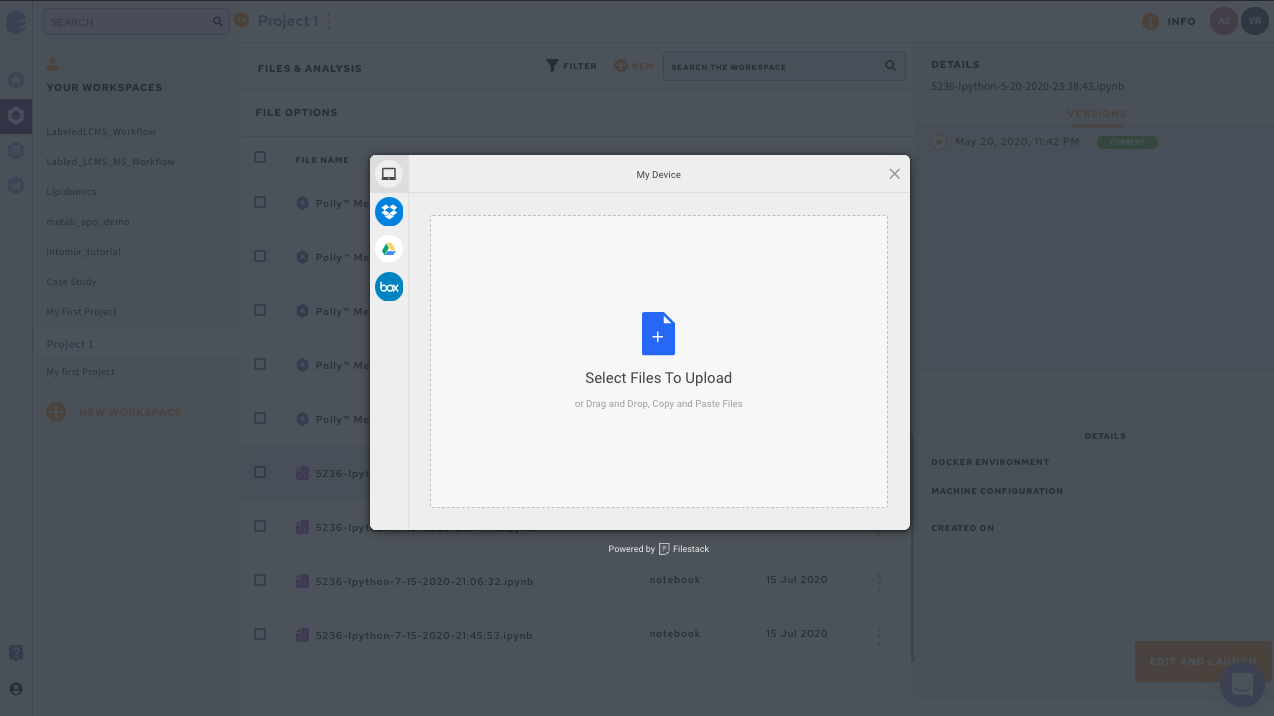 SEARCH
Project 1
INFO
AZ
VR
YOUR WORKSPACES
LabeledLCMS_Workflow
Labled_LCMS_MS_Workflow
Lipidomics
metab_app_demo
intomix_tutorial
Case Study
My First Project
Project 1
My first Project
NEW WORKSPACE
FILES & ANALYSIS
FILTER
NEW
SEARCH THE WORKSPACE
FILE OPTIONS
FILE NAME
Polly™ Me
Polly™ Me
Polly™ Me
Polly™ Me
Polly™ Me
5236-Ipyt
5236-Ipyt
5236-Ipython-7-15-2020-21:06:32.ipynb notebook 15 Jul 2020
5236-Ipython-7-15-2020-21:45:53.ipynb notebook 15 Jul 2020
My Device
box
Select Files To Upload
or Drag and Drop, Copy and Paste Files
Powered by Filestack
DETAILS
5236-Ipython-5-20-2020-23:38:43.ipynb
VERSIONS
May 20, 2020, 11:42 PM CURRENT
DETAILS
DOCKER ENVIRONMENT
MACHINE CONFIGURATION
CREATED ON
EDIT AND LAUNCH